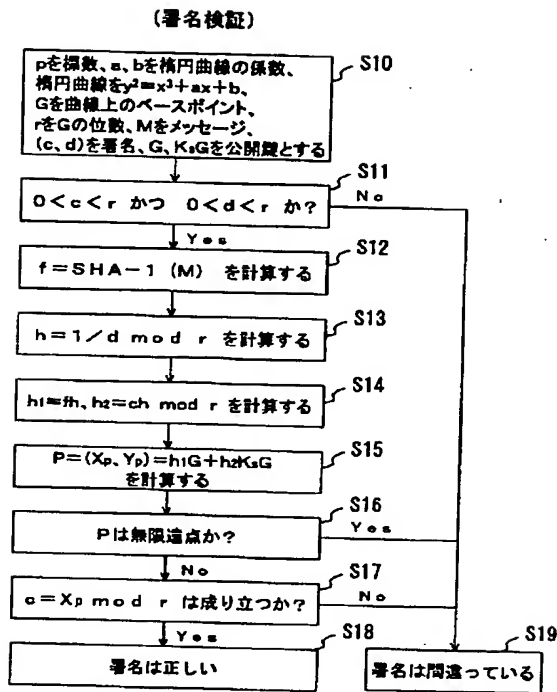 (署名検証)
S10
pを標数、a、bを楕円曲線の係数、
楕円曲線をy²=x³+ax+b、
Gを曲線上のベースポイント、
rをGの位数、Mをメッセージ、
(c、d)を署名、G、KsGを公開鍵とする
S11
0<c<r かつ 0<d<r か?
No
Yes
S12
f=SHA-1 (M) を計算する
S13
h=1/d mod r を計算する
S14
h1=fh、h2=ch mod r を計算する
S15
P=(Xp、Yp)=h1G+h2KsG
を計算する
S16
Pは無限遠点か?
Yes
No
S17
c=Xp mod r は成り立つか?
No
Yes
S18
署名は正しい
S19
署名は間違っている